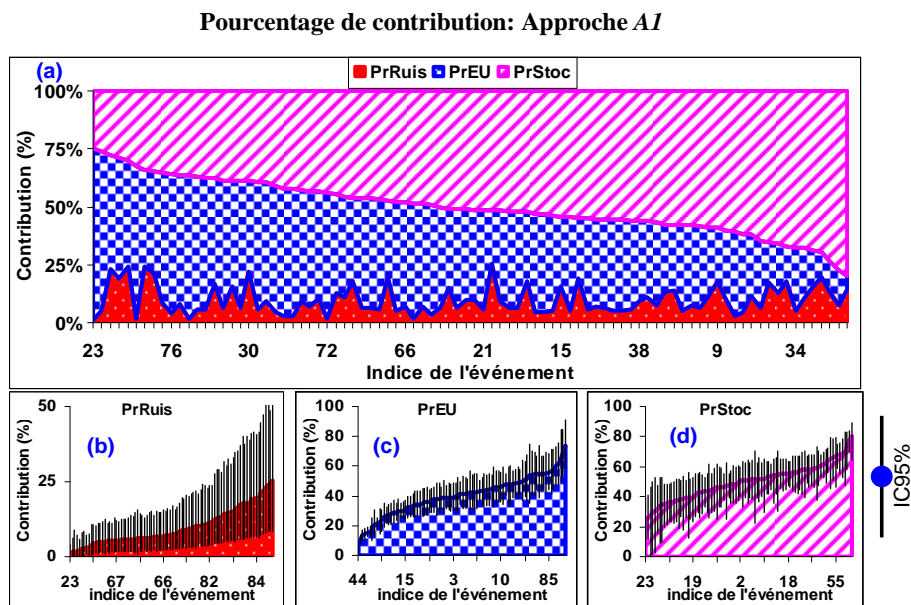 Pourcentage de contribution: Approche A1
(a)
PrRuis PrEU PrStoc
Contribution (%)
100%
75%
50%
25%
0%
23 76 30 72 66 21 15 38 9 34
Indice de l'événement
PrRuis
(b)
Contribution (%)
50
25
0
23 67 66 82 84
indice de l'événement
PrEU
(c)
Contribution (%)
100
80
60
40
20
0
44 15 3 10 85
indice de l'événement
PrStoc
(d)
Contribution (%)
100
80
60
40
20
0
23 19 2 18 55
indice de l'événement
IC95%